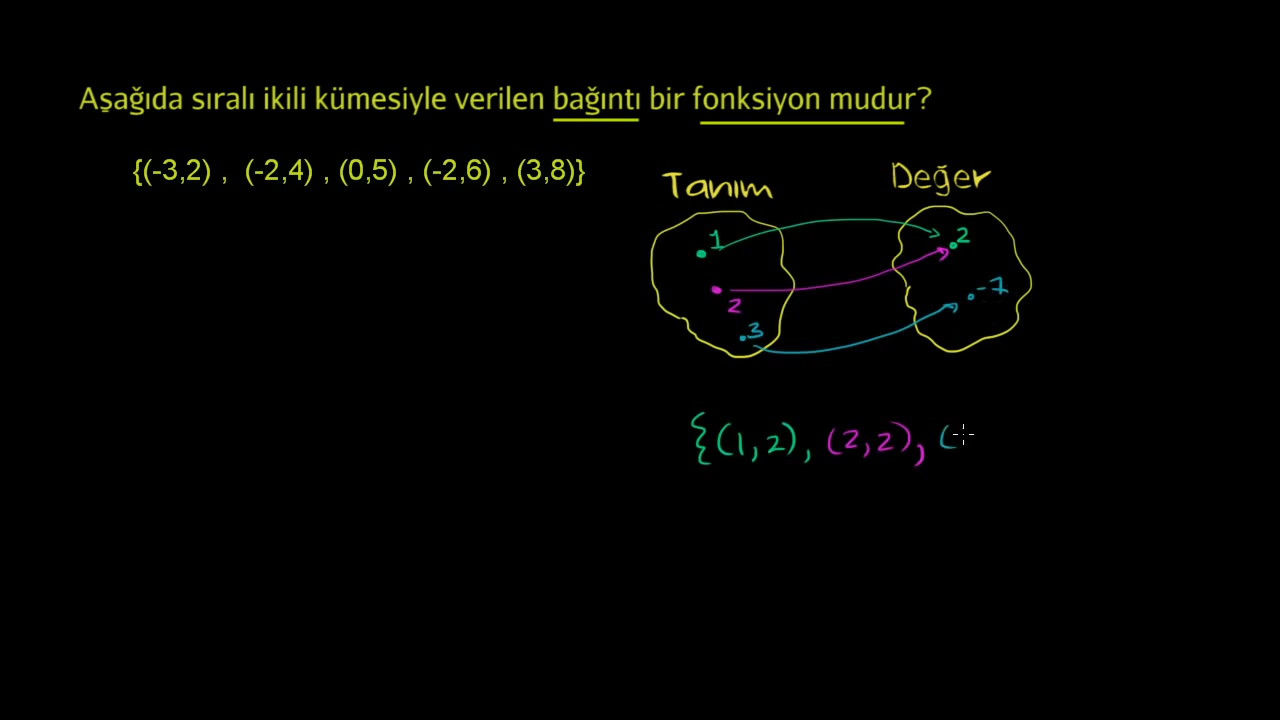 Aşağıda sıralı ikili kümesiyle verilen bağıntı bir fonksiyon mudur?
{(-3,2) , (-2,4) , (0,5) , (-2,6) , (3,8)}
Tanım
Değer
1
2
2
-7
3
{(1,2), (2,2), (